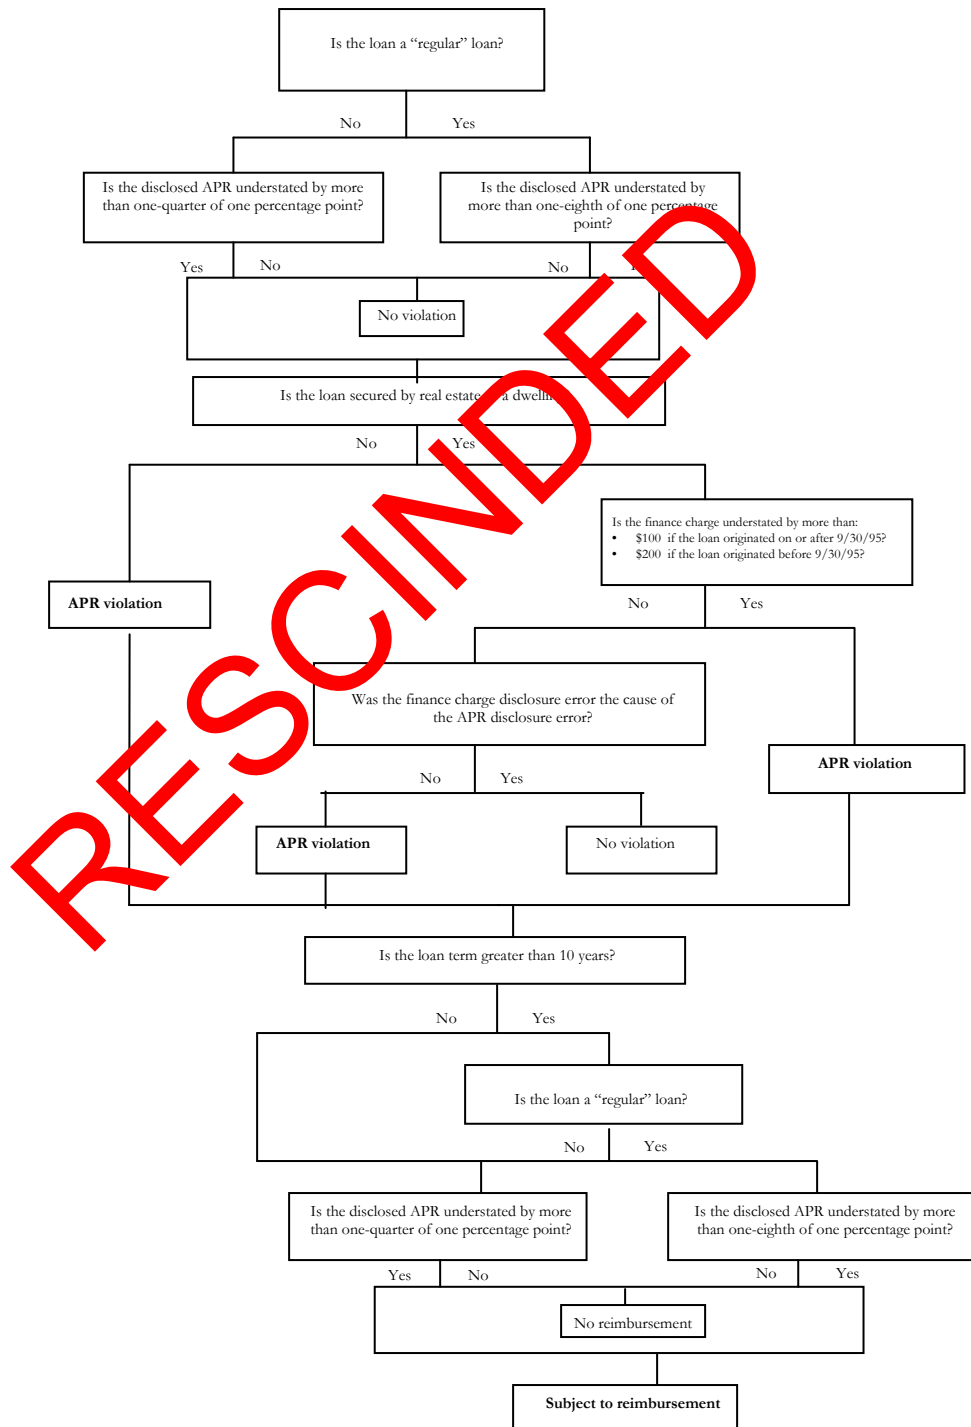 Is the loan a “regular” loan?
No Yes
Is the disclosed APR understated by more
than one-quarter of one percentage point?
Is the disclosed APR understated by
more than one-eighth of one percentage
point?
Yes No
No
No violation
Is the loan secured by real estate a dwelling
No Yes
Is the finance charge understated by more than:
• $100 if the loan originated on or after 9/30/95?
• $200 if the loan originated before 9/30/95?
APR violation
No Yes
Was the finance charge disclosure error the cause of
the APR disclosure error?
APR violation
No Yes
APR violation
No violation
Is the loan term greater than 10 years?
No Yes
Is the loan a “regular” loan?
No Yes
Is the disclosed APR understated by more
than one-quarter of one percentage point?
Is the disclosed APR understated by more
than one-eighth of one percentage point?
Yes No
No Yes
No reimbursement
Subject to reimbursement
RESCINDED